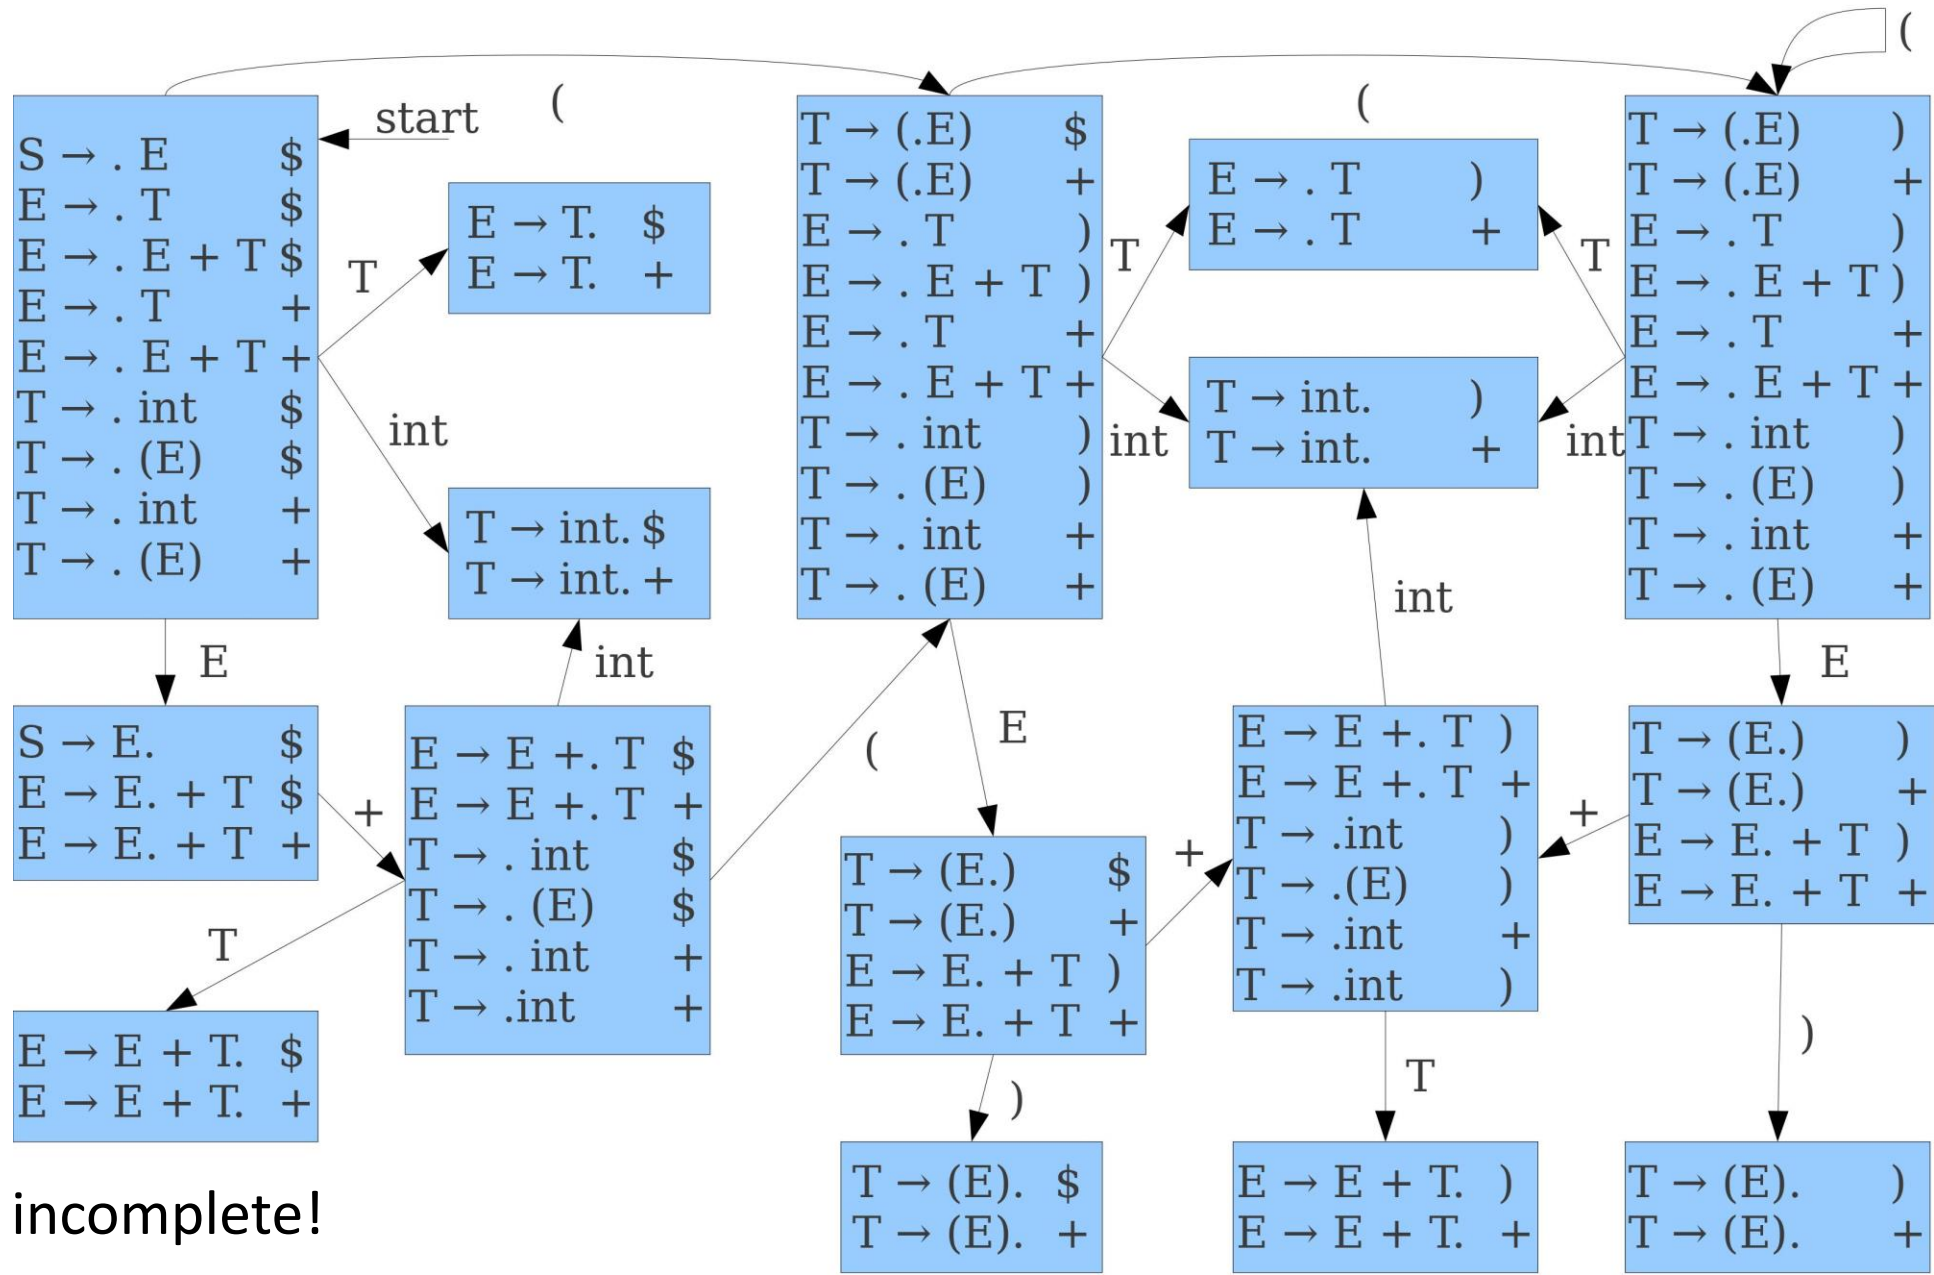 (
(
(
start
S → . E $
E → . T $
E → . E + T $
E → . T +
E → . E + T +
T → . int $
T → . (E) $
T → . int +
T → . (E) +
T
E → T. $
E → T. +
int
T → int. $
T → int. +
int
T → (.E) $
T → (.E) +
E → . T )
E → . E + T )
E → . T +
E → . E + T +
T → . int )
T → . (E) )
T → . int +
T → . (E) +
T
E → . T )
E → . T +
T
int
T → int. )
T → int. +
int
int
T → (.E) )
T → (.E) +
E → . T )
E → . E + T )
E → . T +
E → . E + T +
T → . int )
T → . (E) )
T → . int +
T → . (E) +
E
S → E. $
E → E. + T $
E → E. + T +
+
E → E +. T $
E → E +. T +
T → . int $
T → . (E) $
T → . int +
T → .int +
(
E
T
E → E + T. $
E → E + T. +
T → (E.) $
T → (E.) +
E → E. + T )
E → E. + T +
+
E → E +. T )
E → E +. T +
T → .int )
T → .(E) )
T → .int +
T → .int )
+
E
T → (E.) )
T → (E.) +
E → E. + T )
E → E. + T +
)
T → (E). $
T → (E). +
T
E → E + T. )
E → E + T. +
)
T → (E). )
T → (E). +
incomplete!